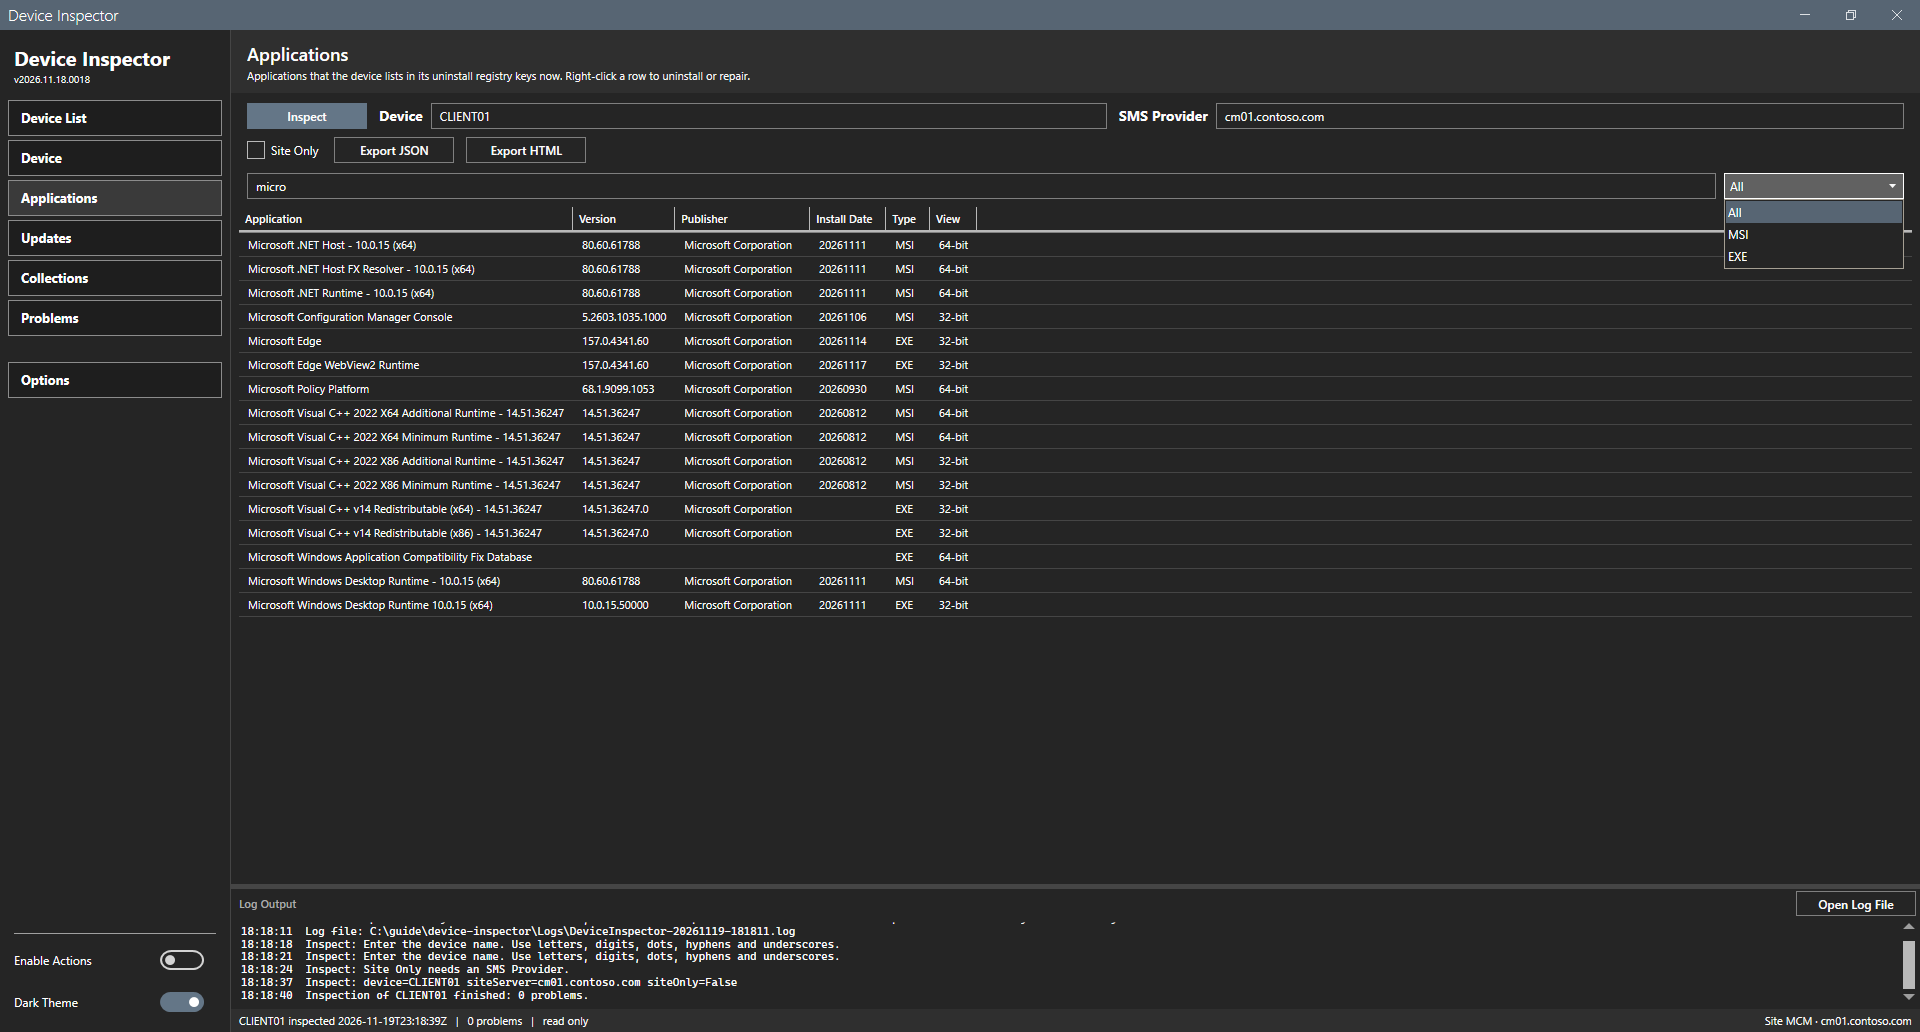 Device Inspector
Device Inspector
v2026.11.18.0018
Device List
Device
Applications
Updates
Collections
Problems
Options
Enable Actions
Dark Theme
Applications
Applications that the device lists in its uninstall registry keys now. Right-click a row to uninstall or repair.
Inspect Device CLIENT01 SMS Provider cm01.contoso.com
Site Only Export JSON Export HTML
micro All
All
MSI
EXE
Application Version Publisher Install Date Type View
Microsoft .NET Host - 10.0.15 (x64) 80.60.61788 Microsoft Corporation 20261111 MSI 64-bit
Microsoft .NET Host FX Resolver - 10.0.15 (x64) 80.60.61788 Microsoft Corporation 20261111 MSI 64-bit
Microsoft .NET Runtime - 10.0.15 (x64) 80.60.61788 Microsoft Corporation 20261111 MSI 64-bit
Microsoft Configuration Manager Console 5.2603.1035.1000 Microsoft Corporation 20261106 MSI 32-bit
Microsoft Edge 157.0.4341.60 Microsoft Corporation 20261114 EXE 32-bit
Microsoft Edge WebView2 Runtime 157.0.4341.60 Microsoft Corporation 20261117 EXE 32-bit
Microsoft Policy Platform 68.1.9099.1053 Microsoft Corporation 20260930 MSI 64-bit
Microsoft Visual C++ 2022 X64 Additional Runtime - 14.51.36247 14.51.36247 Microsoft Corporation 20260812 MSI 64-bit
Microsoft Visual C++ 2022 X64 Minimum Runtime - 14.51.36247 14.51.36247 Microsoft Corporation 20260812 MSI 64-bit
Microsoft Visual C++ 2022 X86 Additional Runtime - 14.51.36247 14.51.36247 Microsoft Corporation 20260812 MSI 32-bit
Microsoft Visual C++ 2022 X86 Minimum Runtime - 14.51.36247 14.51.36247 Microsoft Corporation 20260812 MSI 32-bit
Microsoft Visual C++ v14 Redistributable (x64) - 14.51.36247 14.51.36247.0 Microsoft Corporation EXE 32-bit
Microsoft Visual C++ v14 Redistributable (x86) - 14.51.36247 14.51.36247.0 Microsoft Corporation EXE 32-bit
Microsoft Windows Application Compatibility Fix Database EXE 64-bit
Microsoft Windows Desktop Runtime - 10.0.15 (x64) 80.60.61788 Microsoft Corporation 20261111 MSI 64-bit
Microsoft Windows Desktop Runtime 10.0.15 (x64) 10.0.15.50000 Microsoft Corporation 20261111 EXE 32-bit
Log Output Open Log File
18:18:11 Log file: C:\guide\device-inspector\Logs\DeviceInspector-20261119-181811.log
18:18:18 Inspect: Enter the device name. Use letters, digits, dots, hyphens and underscores.
18:18:21 Inspect: Enter the device name. Use letters, digits, dots, hyphens and underscores.
18:18:24 Inspect: Site Only needs an SMS Provider.
18:18:37 Inspect: device=CLIENT01 siteServer=cm01.contoso.com siteOnly=False
18:18:40 Inspection of CLIENT01 finished: 0 problems.
CLIENT01 inspected 2026-11-19T23:18:39Z | 0 problems | read only
Site MCM · cm01.contoso.com